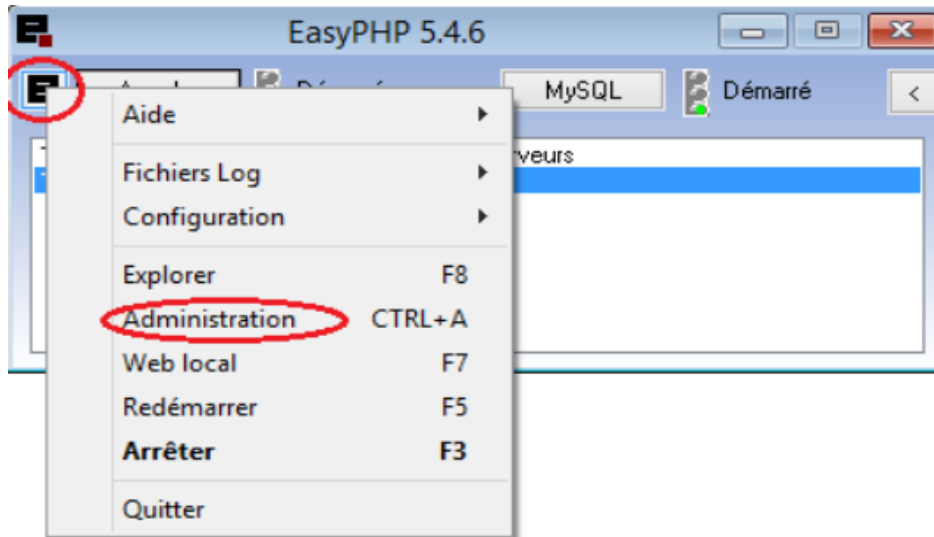 EasyPHP 5.4.6
MySQL Démarré <
Aide
Fichiers Log
Configuration
Explorer F8
Administration CTRL+A
Web local F7
Redémarrer F5
Arrêter F3
Quitter